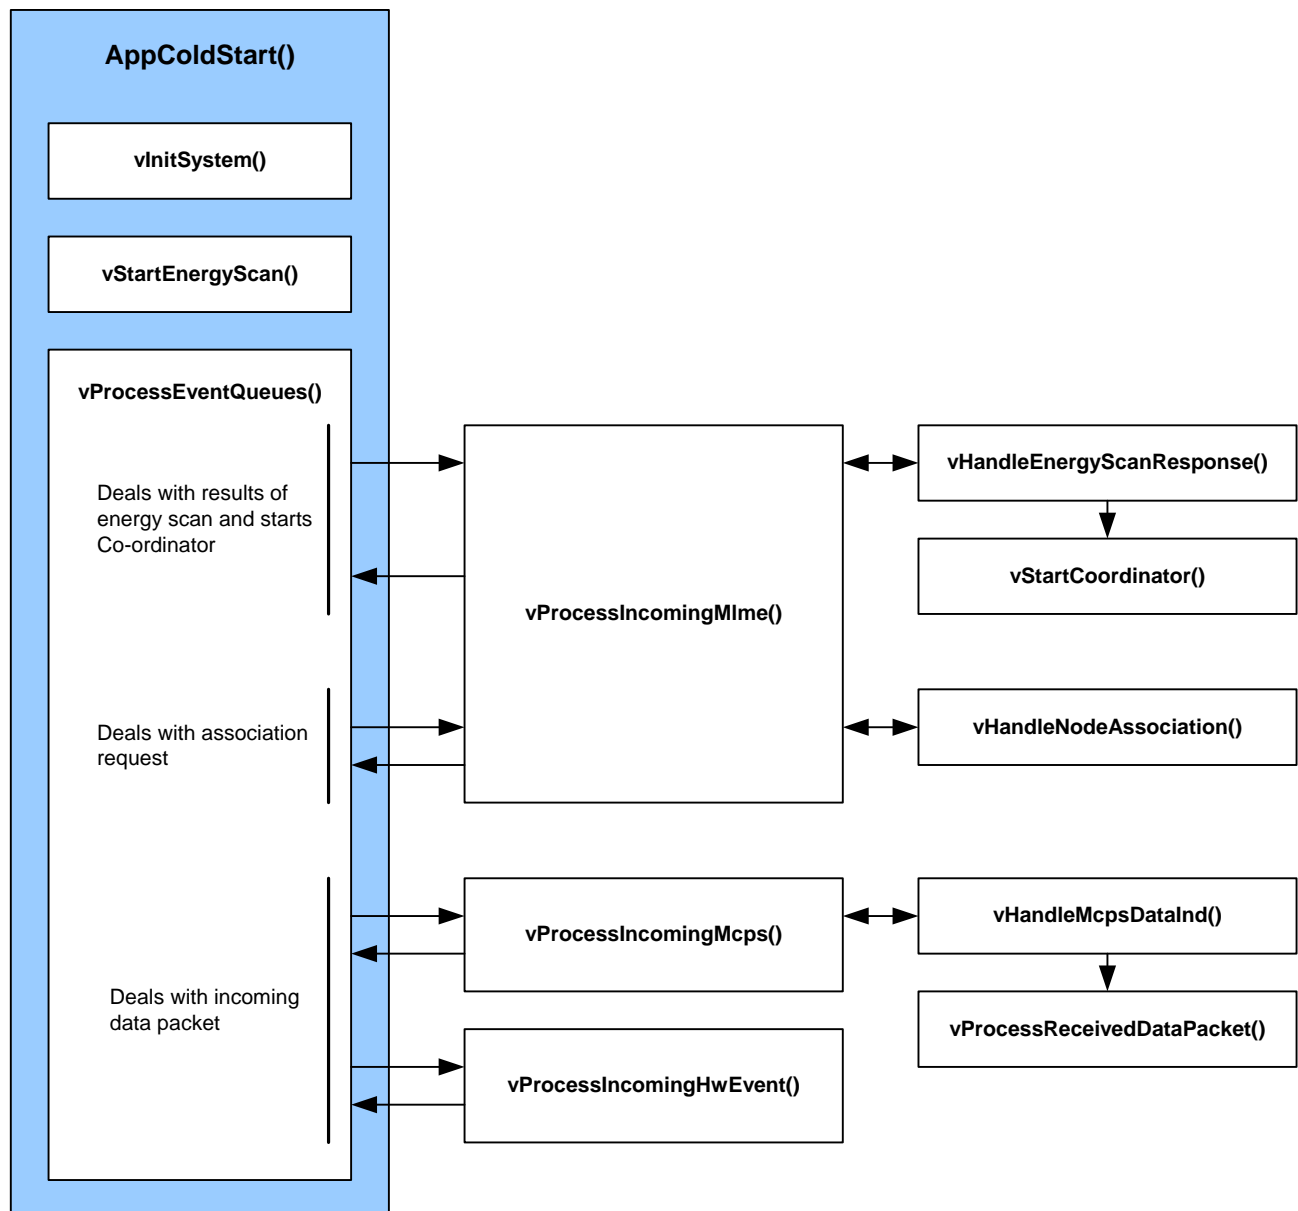 AppColdStart()
vInitSystem()
vStartEnergyScan()
vProcessEventQueues()
Deals with results of
energy scan and starts
Co-ordinator
Deals with association
request
Deals with incoming
data packet
vProcessIncomingMlme()
vProcessIncomingMcps()
vProcessIncomingHwEvent()
vHandleEnergyScanResponse()
vStartCoordinator()
vHandleNodeAssociation()
vHandleMcpsDataInd()
vProcessReceivedDataPacket()